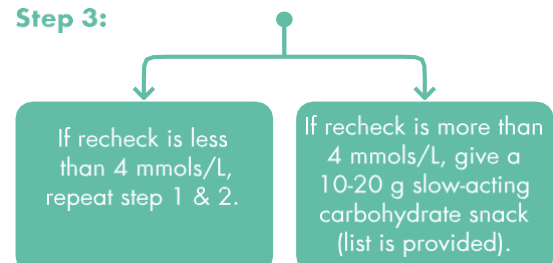 Step 3:
If recheck is less
than 4 mmols/L,
repeat step 1 & 2.
If recheck is more than
4 mmols/L, give a
10-20 g slow-acting
carbohydrate snack
(list is provided).